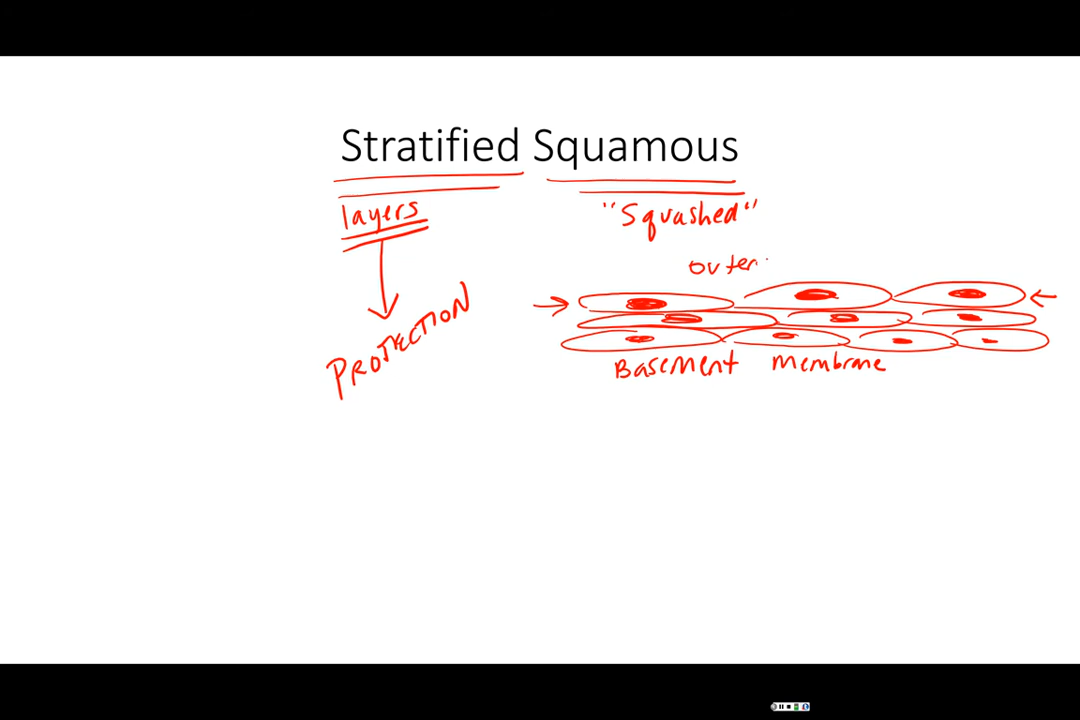 Stratified Squamous
layers
"Squashed"
outer
PROTECTION
Basement Membrane